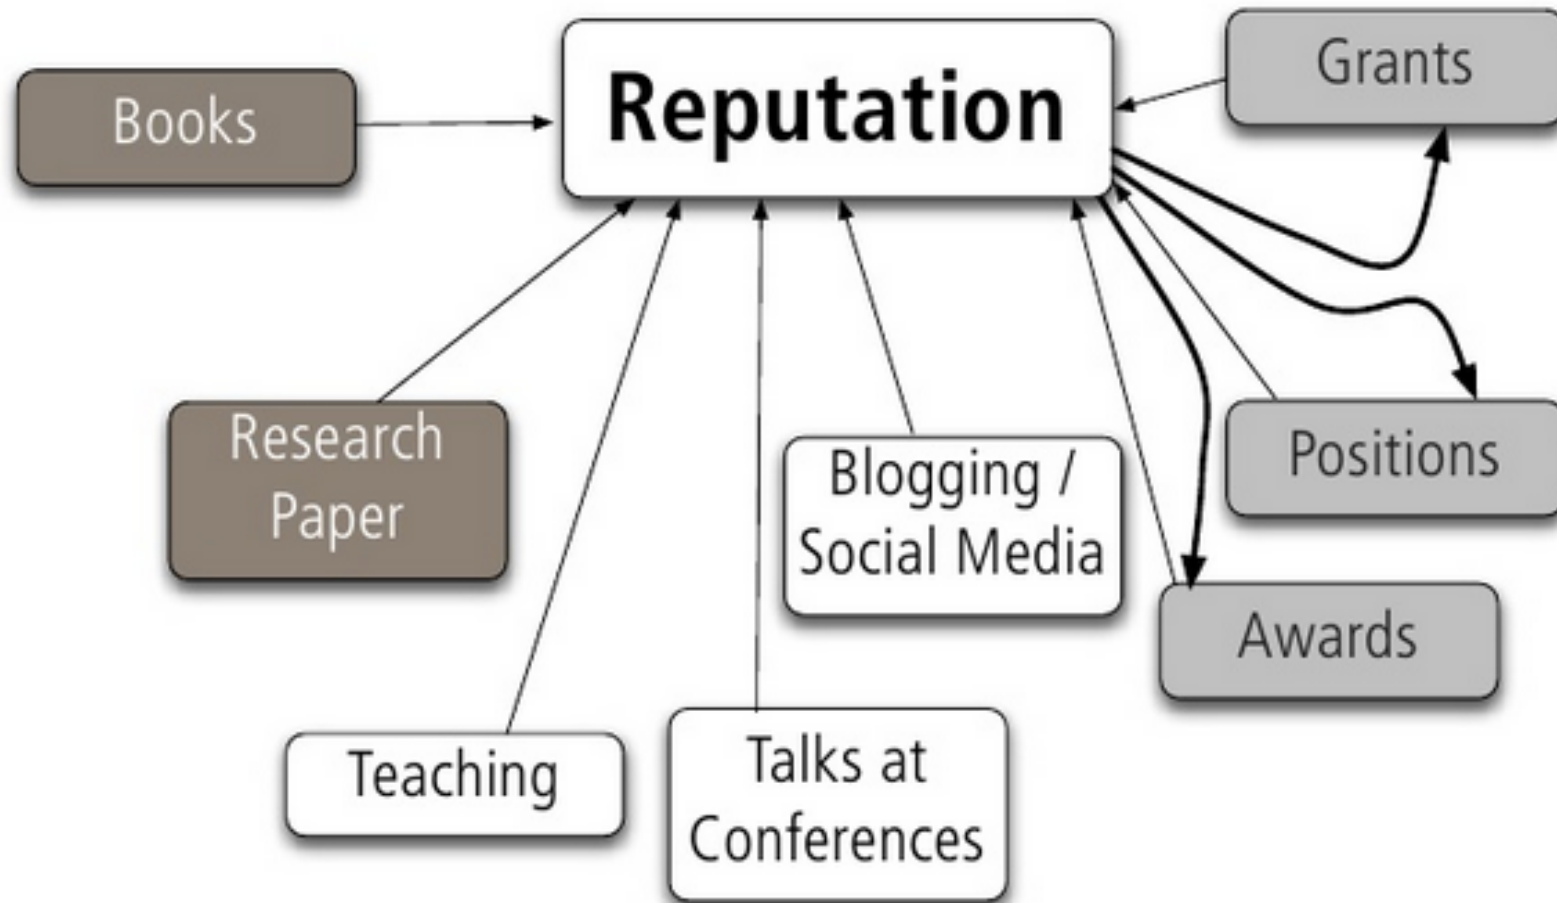 Reputation
Grants
Books
Research
Paper
Blogging /
Social Media
Positions
Awards
Teaching
Talks at
Conferences